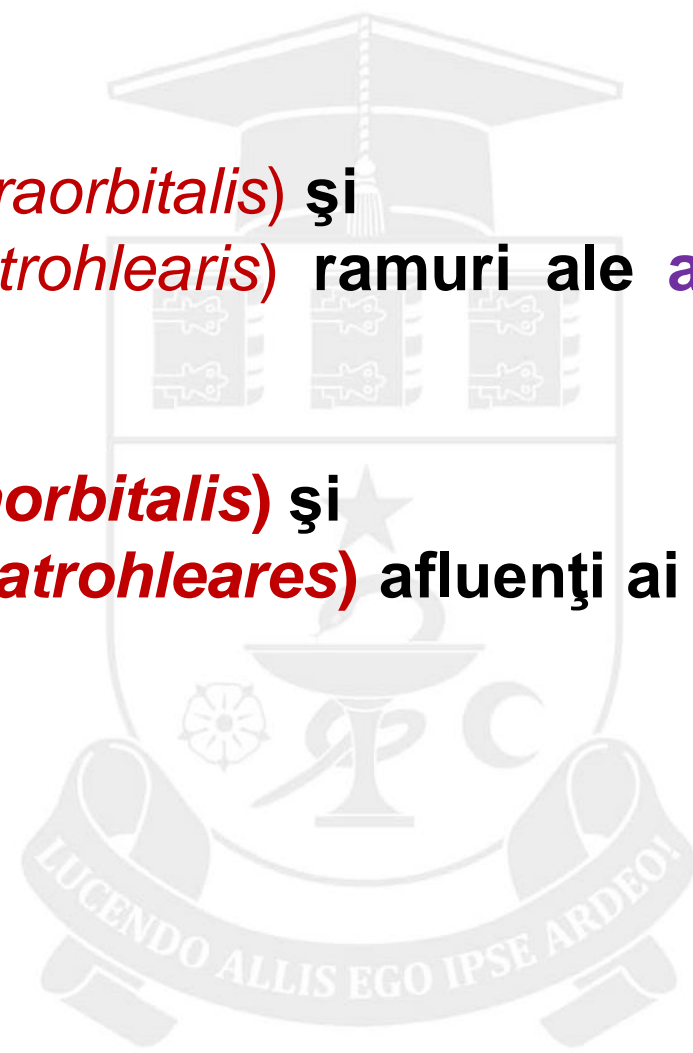 raorbitalis) şi
trohlearis) ramuri ale a
orbitalis) şi
atrohleares) afluenţi ai
LUCENDO ALLIS EGO IPSE ARDEO!